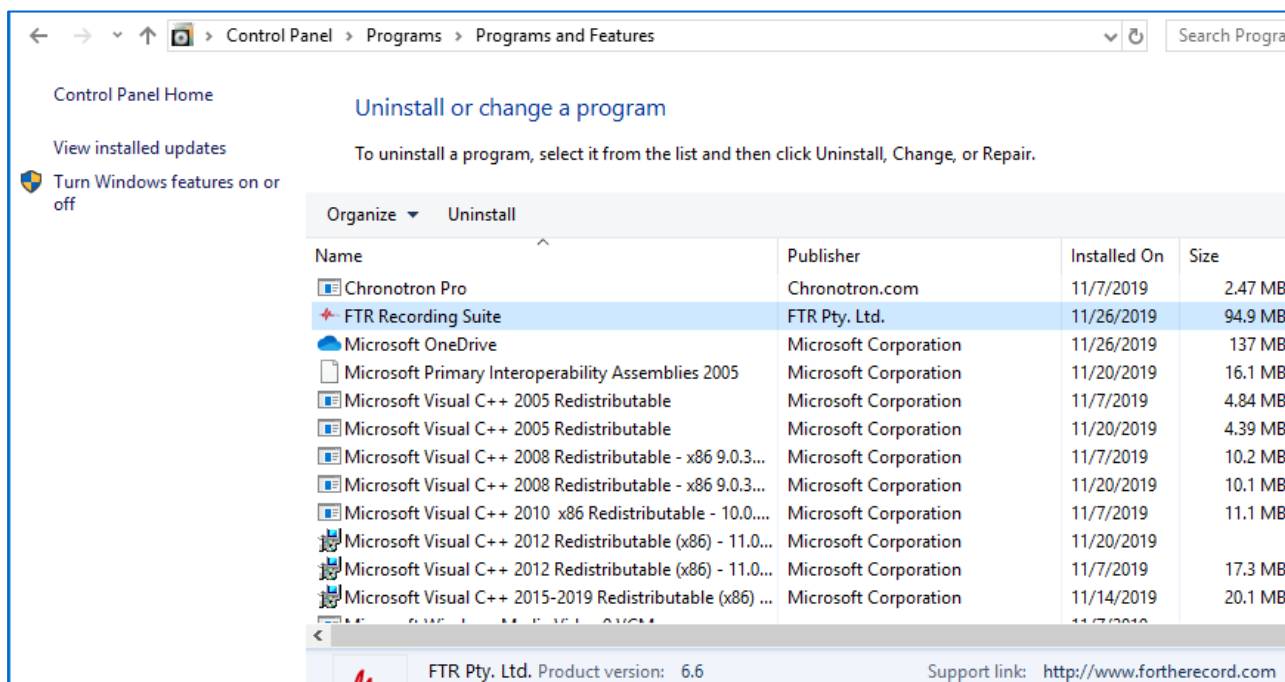 Control Panel > Programs > Programs and Features Search Progra
Control Panel Home
Uninstall or change a program
View installed updates
To uninstall a program, select it from the list and then click Uninstall, Change, or Repair.
Turn Windows features on or
off
Organize Uninstall
Name Publisher Installed On Size
Chronotron Pro Chronotron.com 11/7/2019 2.47 MB
FTR Recording Suite FTR Pty. Ltd. 11/26/2019 94.9 MB
Microsoft OneDrive Microsoft Corporation 11/26/2019 137 MB
Microsoft Primary Interoperability Assemblies 2005 Microsoft Corporation 11/20/2019 16.1 MB
Microsoft Visual C++ 2005 Redistributable Microsoft Corporation 11/7/2019 4.84 MB
Microsoft Visual C++ 2005 Redistributable Microsoft Corporation 11/20/2019 4.39 MB
Microsoft Visual C++ 2008 Redistributable - x86 9.0.3... Microsoft Corporation 11/7/2019 10.2 MB
Microsoft Visual C++ 2008 Redistributable - x86 9.0.3... Microsoft Corporation 11/20/2019 10.1 MB
Microsoft Visual C++ 2010 x86 Redistributable - 10.0.... Microsoft Corporation 11/7/2019 11.1 MB
Microsoft Visual C++ 2012 Redistributable (x86) - 11.0... Microsoft Corporation 11/20/2019
Microsoft Visual C++ 2012 Redistributable (x86) - 11.0... Microsoft Corporation 11/7/2019 17.3 MB
Microsoft Visual C++ 2015-2019 Redistributable (x86) ... Microsoft Corporation 11/14/2019 20.1 MB
FTR Pty. Ltd. Product version: 6.6 Support link: http://www.fortherecord.com